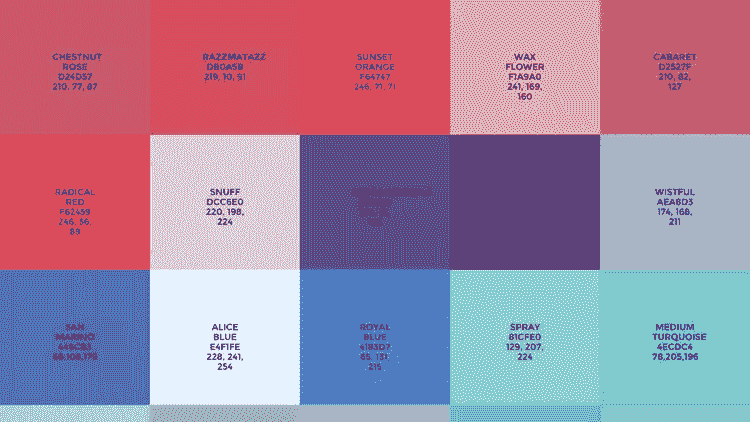 CHESTNUT
ROSE
D24D57
210, 77, 87
RAZZMATAZZ
DB0A5B
219, 10, 91
SUNSET
ORANGE
F64747
246, 71, 71
WAX
FLOWER
F1A9A0
241, 169,
160
CABARET
D2527F
210, 82,
127
RADICAL
RED
F62459
246, 36,
89
SNUFF
DCC6E0
220, 198,
224
WISTFUL
AEA8D3
174, 168,
211
SAN
MARINO
446CB3
68,108,179
ALICE
BLUE
E4F1FE
228, 241,
254
ROYAL
BLUE
4183D7
65, 131,
215
SPRAY
81CFE0
129, 207,
224
MEDIUM
TURQUOISE
4ECDC4
78,205,196